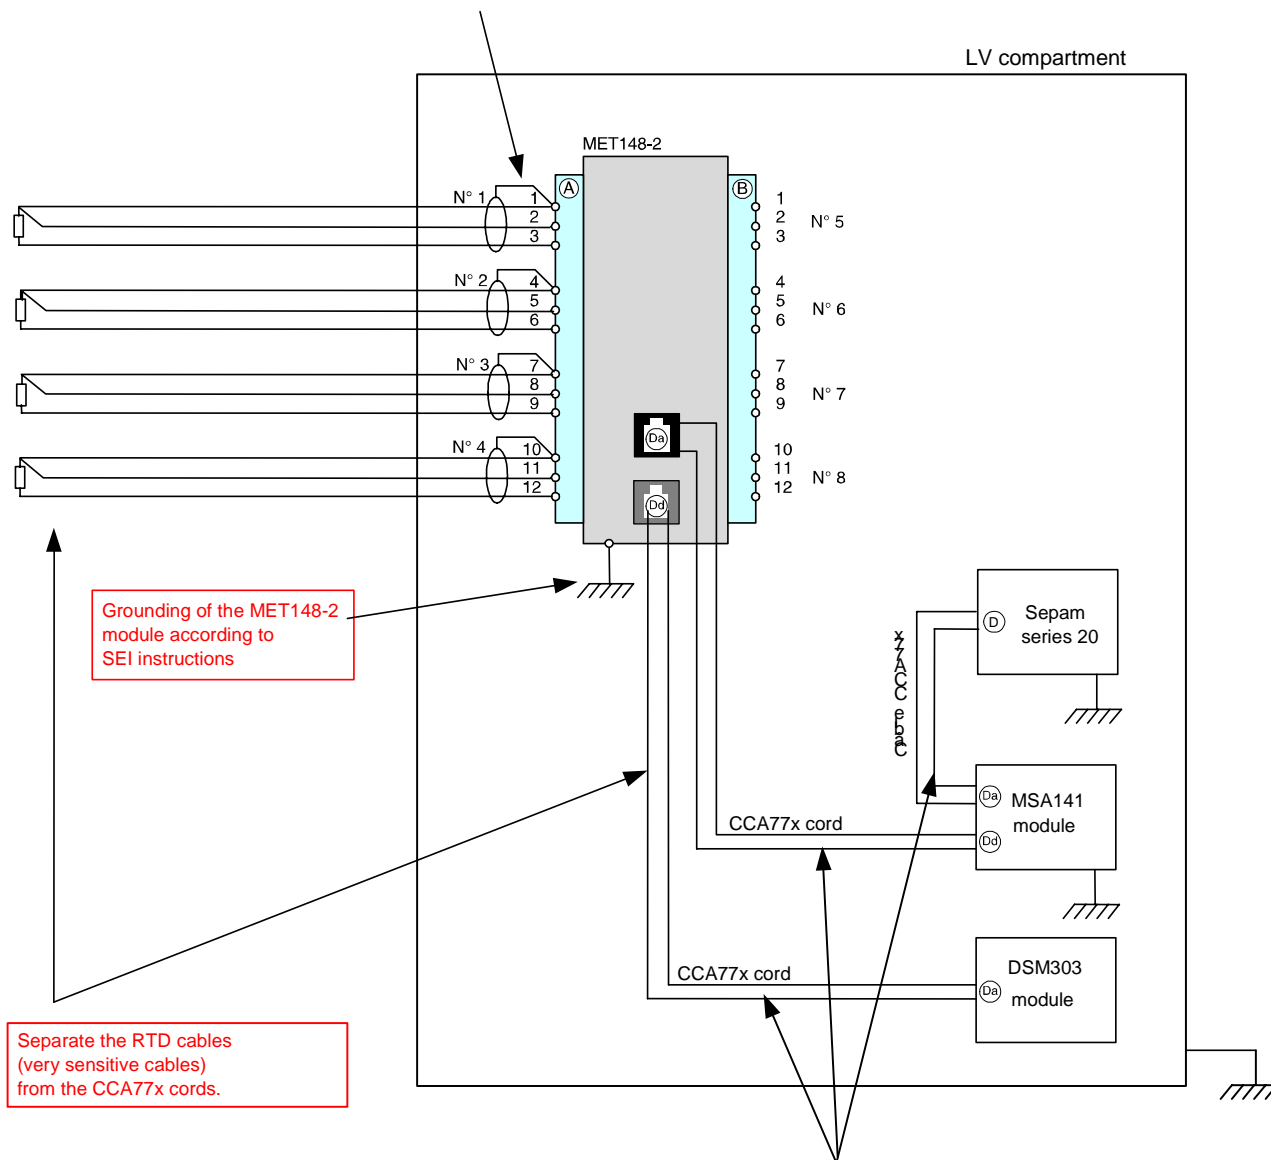 LV compartment
MET148-2
A
B
N° 1
1
2
3
N° 2
4
5
6
N° 3
7
8
9
N° 4
10
11
12
1
2
3
N° 5
4
5
6
N° 6
7
8
9
N° 7
10
11
12
N° 8
Da
Dd
Grounding of the MET148-2
module according to
SEI instructions
Cable CCA77x
D
Sepam
series 20
Da
Dd
MSA141
module
CCA77x cord
CCA77x cord
Da
DSM303
module
Separate the RTD cables
(very sensitive cables)
from the CCA77x cords.